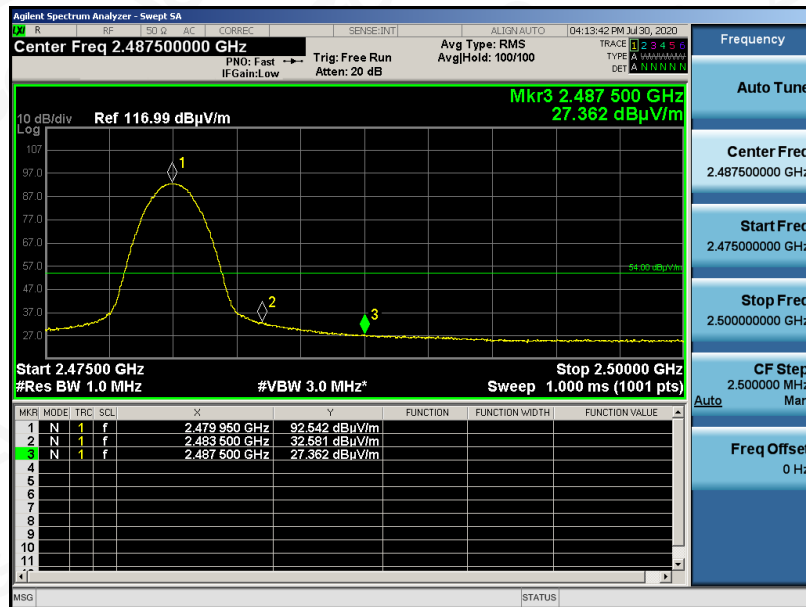 Agilent Spectrum Analyzer - Swept SA
LXI R RF 50 Ω AC CORREC SENSE:INT ALIGN AUTO 04:13:42 PM Jul 30, 2020
Center Freq 2.487500000 GHz
PNO: Fast
IFGain:Low
Trig: Free Run
Atten: 20 dB
Avg Type: RMS
Avg|Hold: 100/100
TRACE 1 2 3 4 5 6
TYPE A WWWWW
DET A N N N N N
Mkr3 2.487 500 GHz
27.362 dBµV/m
10 dB/div Ref 116.99 dBµV/m
Log
107
97.0
87.0
77.0
67.0
57.0
47.0
37.0
27.0
1
2
3
54.00 dBµV/m
Start 2.47500 GHz Stop 2.50000 GHz
#Res BW 1.0 MHz #VBW 3.0 MHz* Sweep 1.000 ms (1001 pts)
MKR MODE TRC SCL X Y FUNCTION FUNCTION WIDTH FUNCTION VALUE
1 N 1 f 2.479 950 GHz 92.542 dBµV/m
2 N 1 f 2.483 500 GHz 32.581 dBµV/m
3 N 1 f 2.487 500 GHz 27.362 dBµV/m
4
5
6
7
8
9
10
11
MSG STATUS
Frequency
Auto Tune
Center Freq
2.487500000 GHz
Start Freq
2.475000000 GHz
Stop Freq
2.500000000 GHz
CF Step
2.500000 MHz
Auto Man
Freq Offset
0 Hz